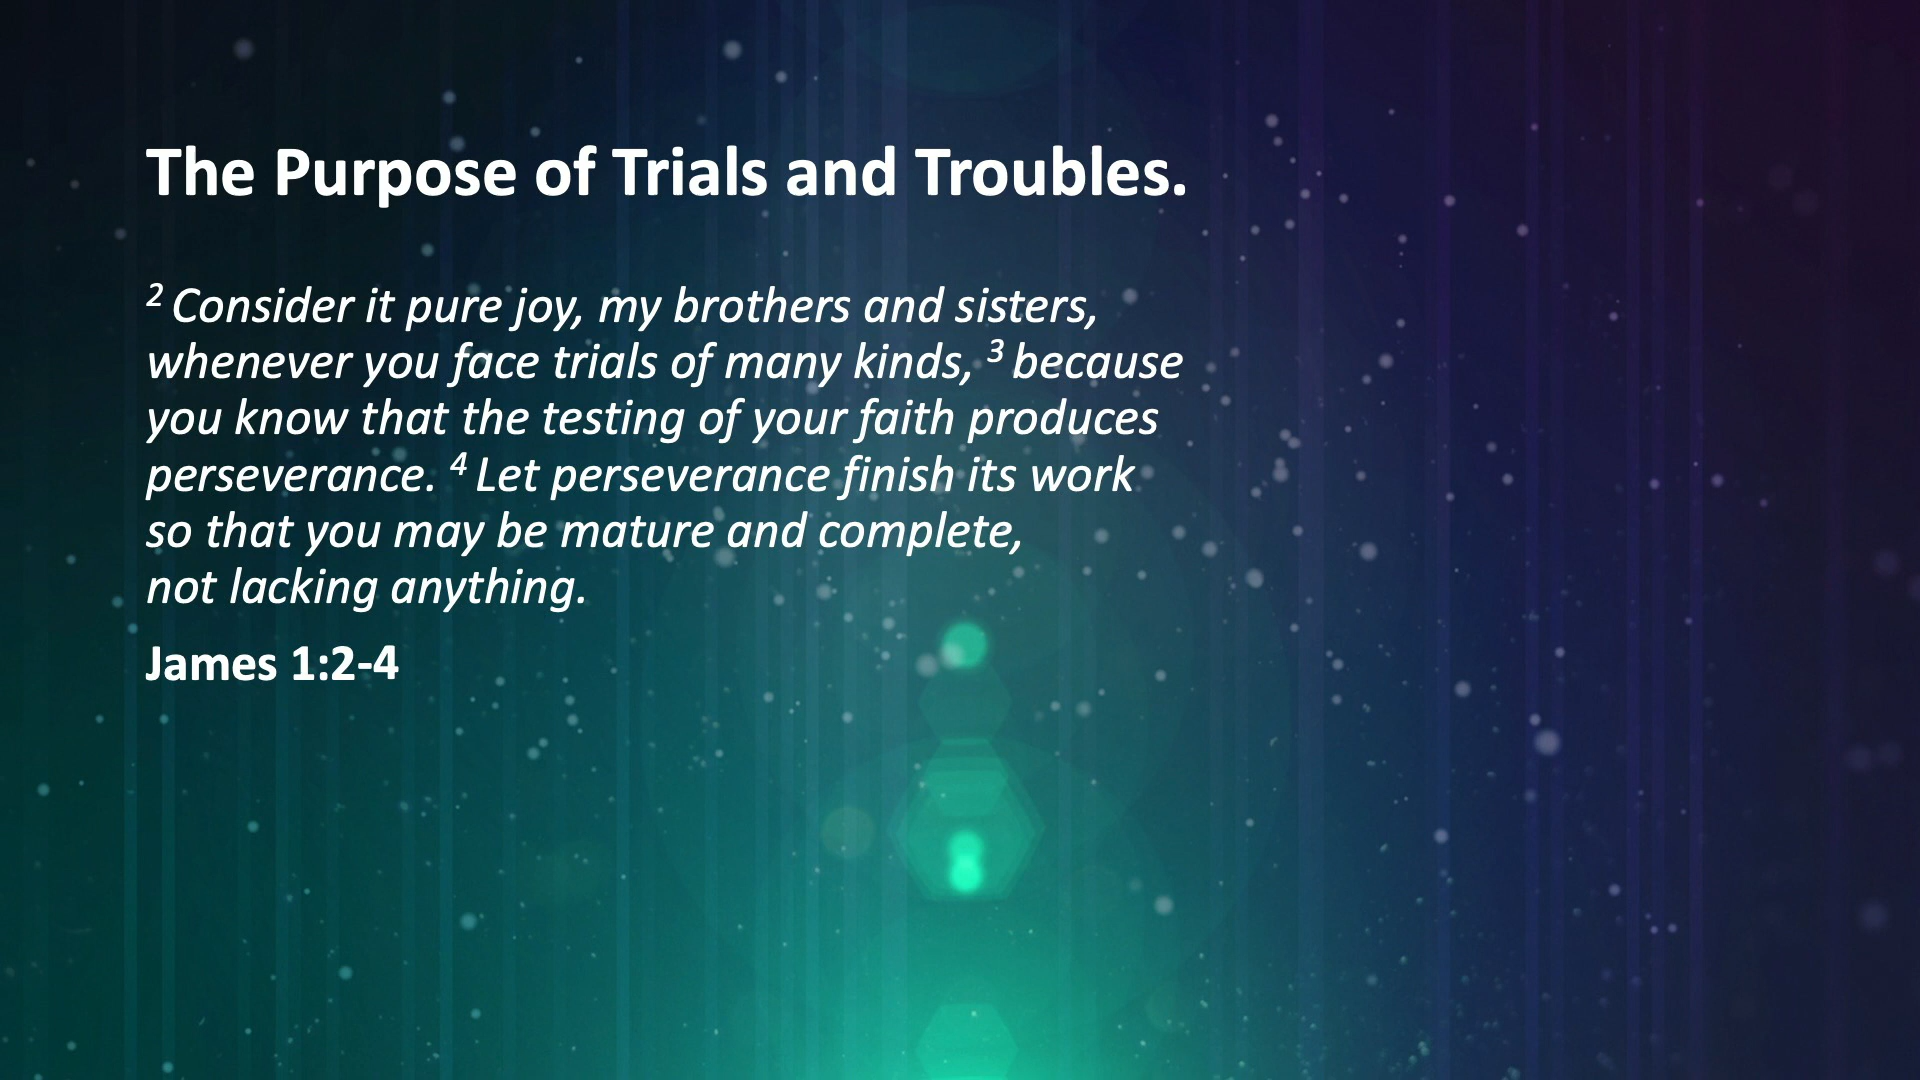 The Purpose of Trials and Troubles.
2 Consider it pure joy, my brothers and sisters,
whenever you face trials of many kinds, 3 because
you know that the testing of your faith produces
perseverance. 4 Let perseverance finish its work
so that you may be mature and complete,
not lacking anything.
James 1:2-4